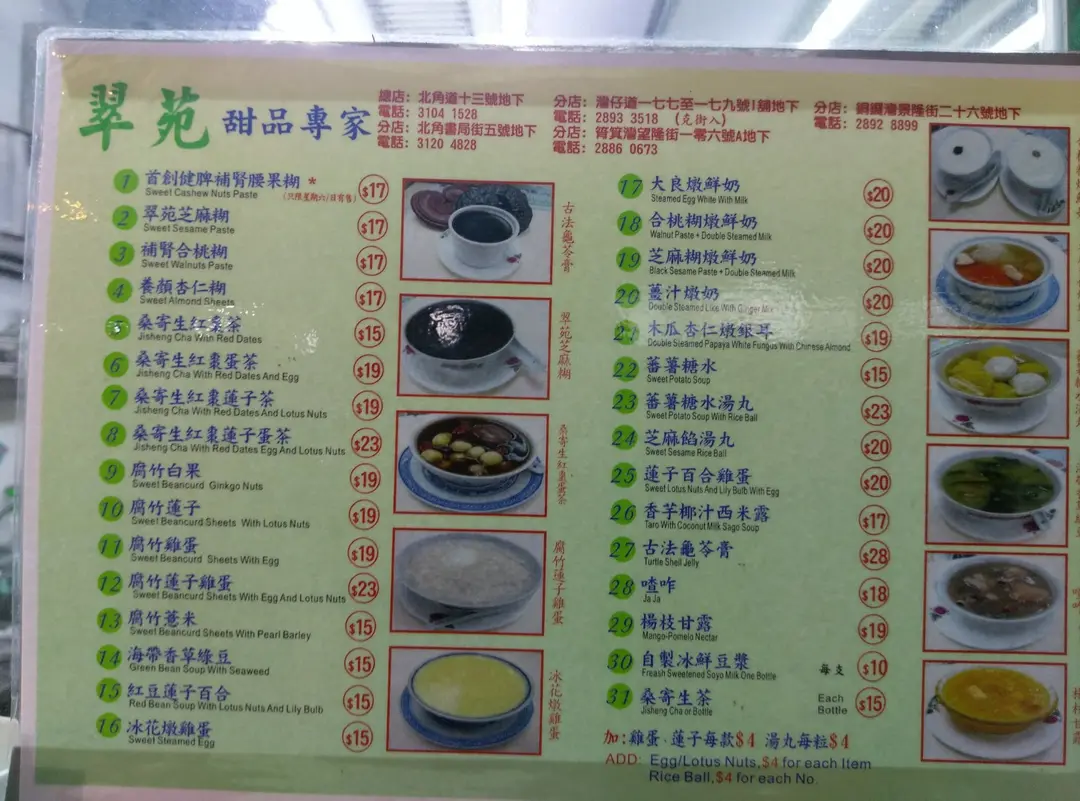 翠苑 甜品專家
總店：北角道十三號地下
電話：3104 1528
分店：北角書局街五號地下
電話：3120 4828
分店：灣仔道一七七至一七九號1舖地下
電話：2893 3518 (克街入)
分店：筲箕灣望隆街一零六號A地下
電話：2886 0673
分店：銅鑼灣景隆街二十六號地下
電話：2892 8899
1 首創健脾補腎腰果糊 * $17
Sweet Cashew Nuts Paste (只限星期六/日有售)
2 翠苑芝麻糊 $17
Sweet Sesame Paste
3 補腎合桃糊 $17
Sweet Walnuts Paste
4 養顏杏仁糊 $17
Sweet Almond Sheets
5 桑寄生紅棗茶 $15
Jisheng Cha With Red Dates
6 桑寄生紅棗蛋茶 $19
Jisheng Cha With Red Dates And Egg
7 桑寄生紅棗蓮子茶 $19
Jisheng Cha With Red Dates And Lotus Nuts
8 桑寄生紅棗蓮子蛋茶 $23
Jisheng Cha With Red Dates Egg And Lotus Nuts
9 腐竹白果 $19
Sweet Beancurd Ginkgo Nuts
10 腐竹蓮子 $19
Sweet Beancurd Sheets With Lotus Nuts
11 腐竹雞蛋 $19
Sweet Beancurd Sheets With Egg
12 腐竹蓮子雞蛋 $23
Sweet Beancurd Sheets With Egg And Lotus Nuts
13 腐竹薏米 $15
Sweet Beancurd Sheets With Pearl Barley
14 海帶香草綠豆 $15
Green Bean Soup With Seaweed
15 紅豆蓮子百合 $15
Red Bean Soup With Lotus Nuts And Lily Bulb
16 冰花燉雞蛋 $15
Sweet Steamed Egg
古法龜苓膏
翠苑芝麻糊
桑寄生紅棗蛋茶
腐竹蓮子雞蛋
冰花燉雞蛋
17 大良燉鮮奶 $20
Steamed Egg White With Milk
18 合桃糊燉鮮奶 $20
Walnut Paste + Double Steamed Milk
19 芝麻糊燉鮮奶 $20
Black Sesame Paste + Double Steamed Milk
20 薑汁燉奶 $20
Double Steamed Like With Ginger Milk
21 木瓜杏仁燉銀耳 $19
Double Steamed Papaya White Fungus With Chinese Almond
22 蕃薯糖水 $15
Sweet Potato Soup
23 蕃薯糖水湯丸 $23
Sweet Potato Soup With Rice Ball
24 芝麻餡湯丸 $20
Sweet Sesame Rice Ball
25 蓮子百合雞蛋 $20
Sweet Lotus Nuts And Lily Bulb With Egg
26 香芋椰汁西米露 $17
Taro With Coconut Milk Sago Soup
27 古法龜苓膏 $28
Turtle Shell Jelly
28 喳咋 $18
Ja Ja
29 楊枝甘露 $19
Mango-Pomelo Nectar
30 自製冰鮮豆漿 每支 $10
Freash Sweetened Soyo Milk One Bottle
31 桑寄生茶 Each Bottle $15
Jisheng Cha or Bottle
加：雞蛋、蓮子每款$4 湯丸每粒$4
ADD: Egg/Lotus Nuts,$4 for each Item
Rice Ball,$4 for each No.